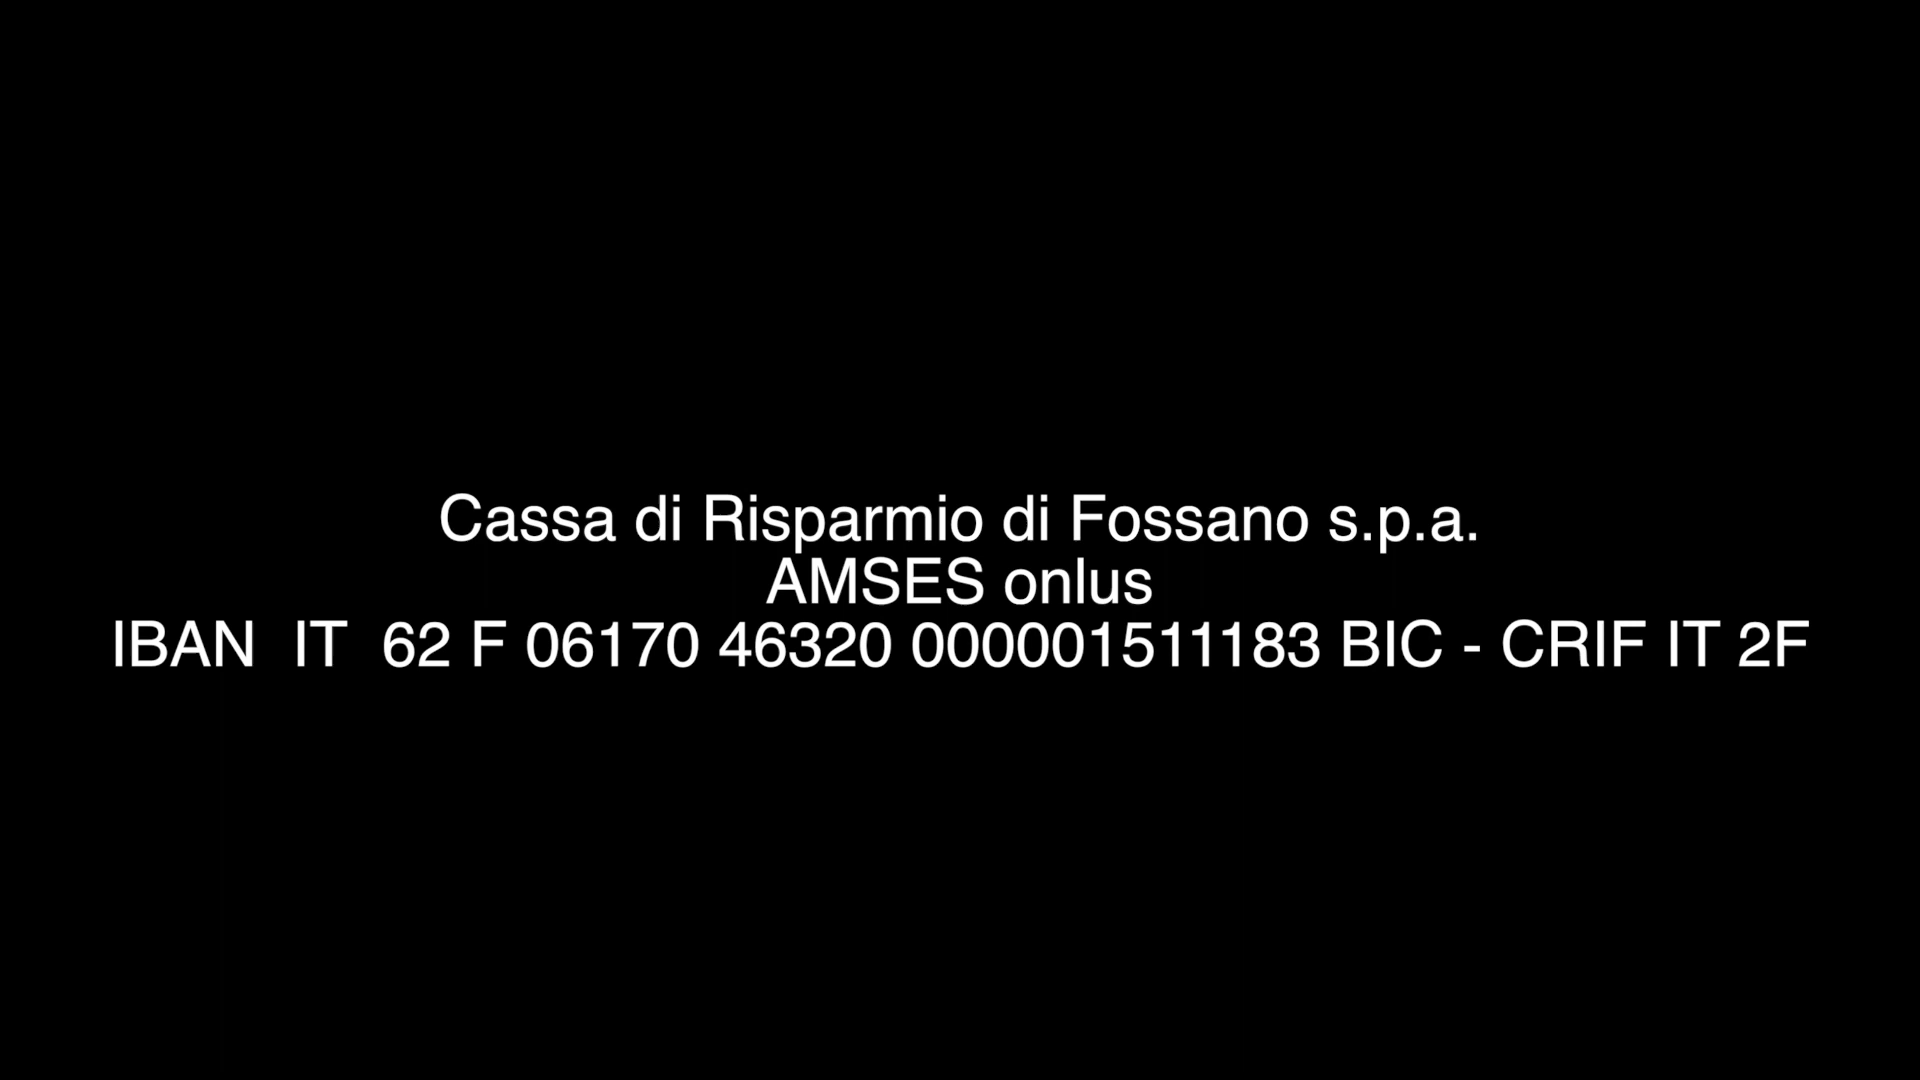 Cassa di Risparmio di Fossano s.p.a.
AMSES onlus
IBAN  IT  62 F 06170 46320 000001511183 BIC - CRIF IT 2F